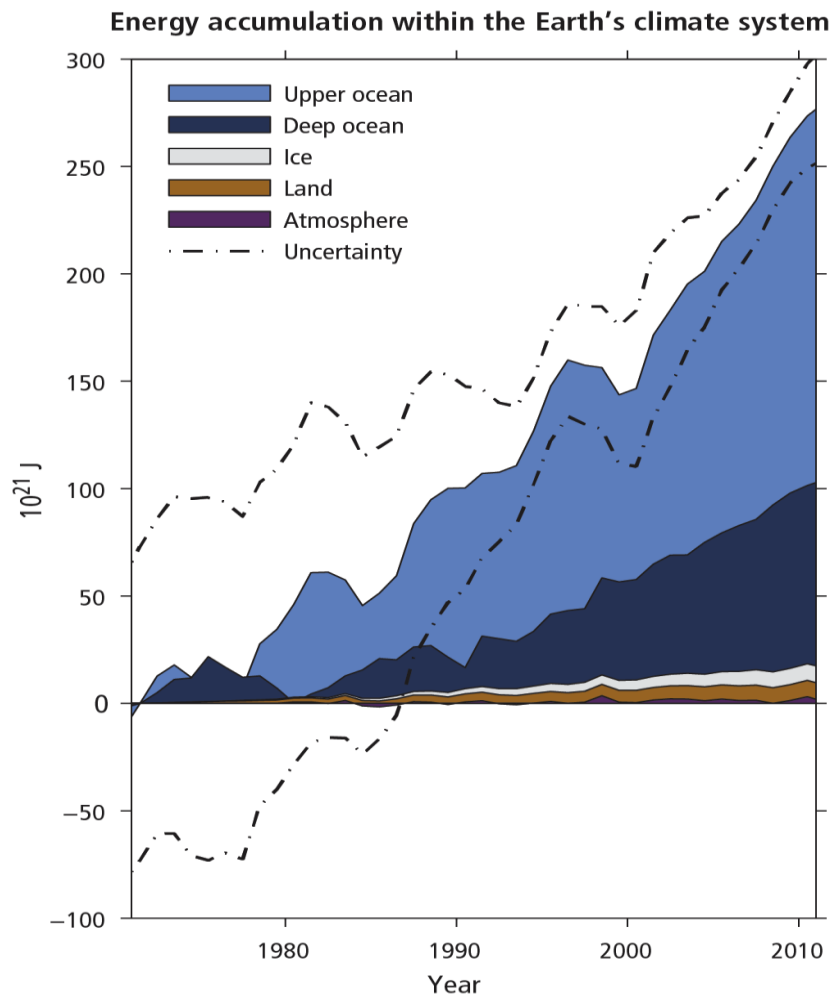 Energy accumulation within the Earth's climate system
300
Upper ocean
Deep ocean
Ice
Land
Atmosphere
Uncertainty
250
200
150
100
50
0
−50
−100
10²¹ J
1980
1990
2000
2010
Year